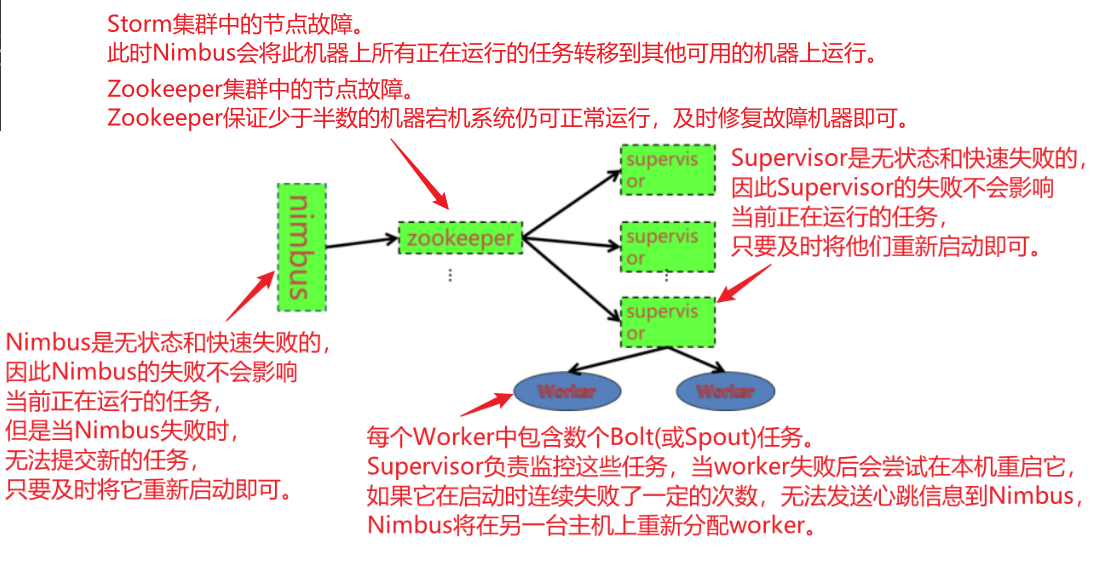 Storm集群中的节点故障。
此时Nimbus会将此机器上所有正在运行的任务转移到其他可用的机器上运行。
Zookeeper集群中的节点故障。
Zookeeper保证少于半数的机器宕机系统仍可正常运行，及时修复故障机器即可。
nimbus
zookeeper
⋮
supervis
or
supervis
or
⋮
supervis
or
Supervisor是无状态和快速失败的，
因此Supervisor的失败不会影响
当前正在运行的任务，
只要及时将他们重新启动即可。
Nimbus是无状态和快速失败的，
因此Nimbus的失败不会影响
当前正在运行的任务，
但是当Nimbus失败时，
无法提交新的任务，
只要及时将它重新启动即可。
Worker
Worker
每个Worker中包含数个Bolt(或Spout)任务。
Supervisor负责监控这些任务，当worker失败后会尝试在本机重启它，
如果它在启动时连续失败了一定的次数，无法发送心跳信息到Nimbus，
Nimbus将在另一台主机上重新分配worker。